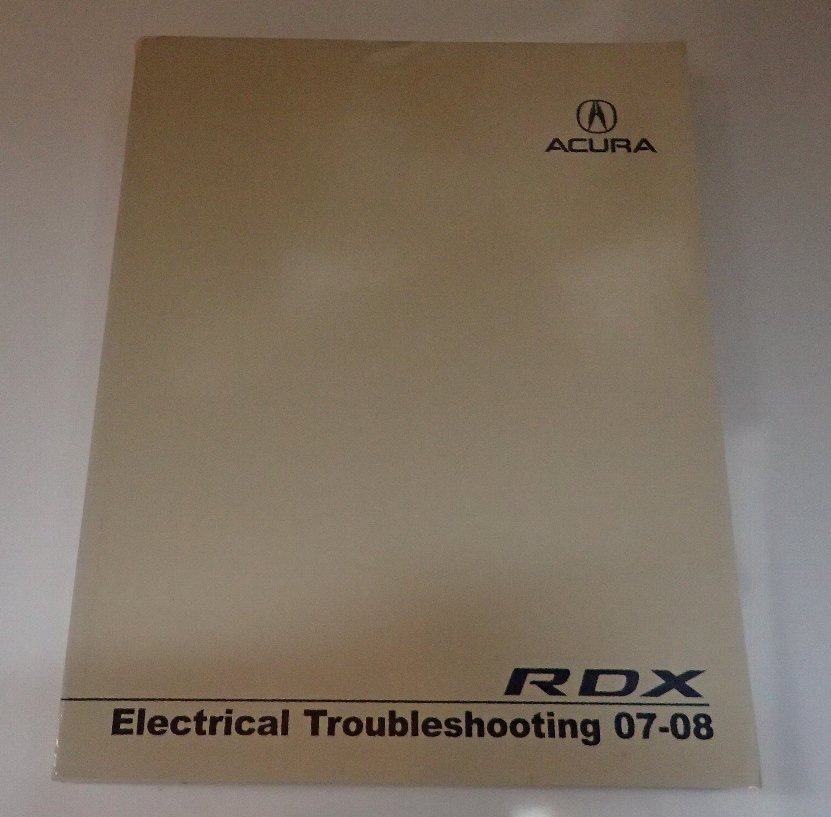 ACURA
RDX
Electrical Troubleshooting 07-08